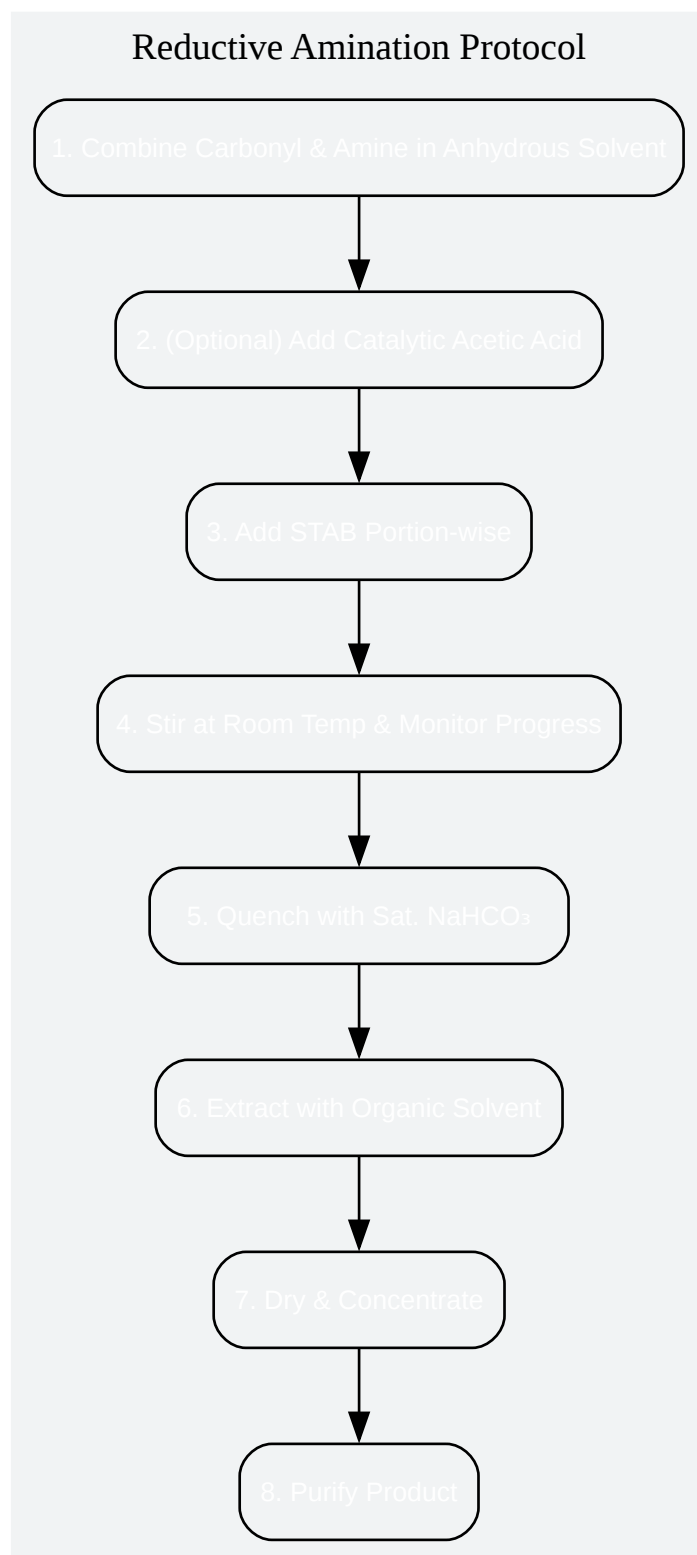 Reductive Amination Protocol
1. Combine Carbonyl & Amine in Anhydrous Solvent
2. (Optional) Add Catalytic Acetic Acid
3. Add STAB Portion-wise
4. Stir at Room Temp & Monitor Progress
5. Quench with Sat. NaHCO₃
6. Extract with Organic Solvent
7. Dry & Concentrate
8. Purify Product